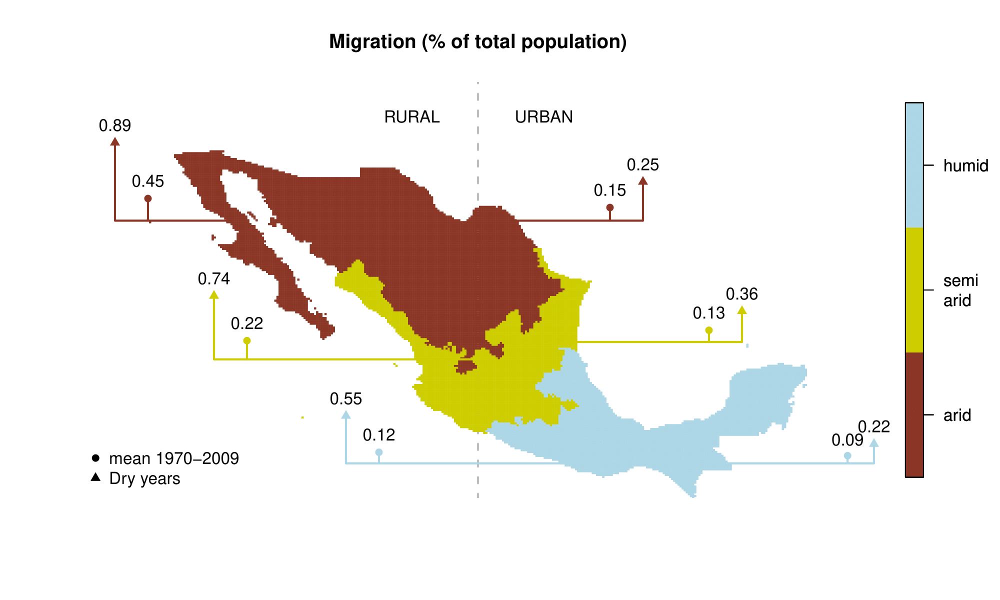 Migration (% of total population)
RURAL
URBAN
0.89
0.45
0.25
0.15
humid
0.74
0.22
0.36
0.13
semi
arid
0.55
0.12
0.22
0.09
arid
mean 1970–2009
Dry years